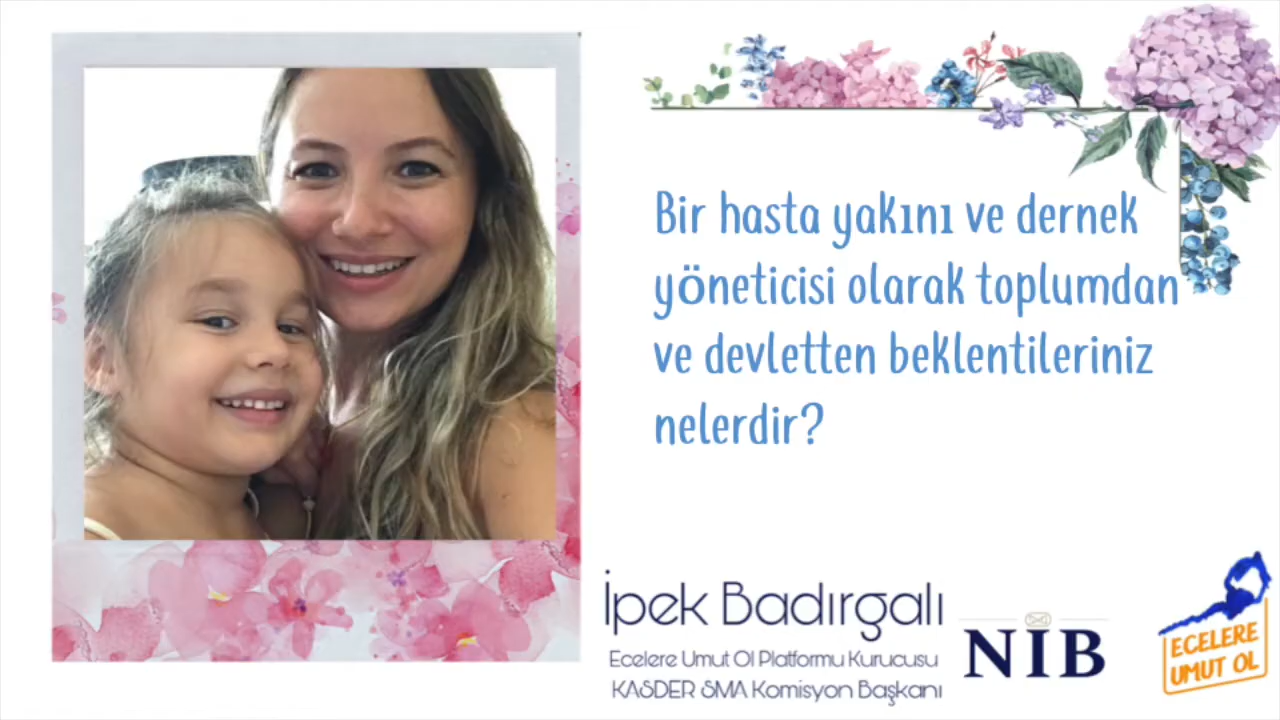 Bir hasta yakını ve dernek
yöneticisi olarak toplumdan
ve devletten beklentileriniz
nelerdir?
İpek Badırgalı
Ecelere Umut Ol Platformu Kurucusu
KASDER SMA Komisyon Başkanı
NİB
ECELERE
UMUT OL